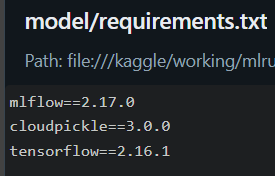 model/requirements.txt
Path: file:///kaggle/working/mlru
mlflow==2.17.0
cloudpickle==3.0.0
tensorflow==2.16.1